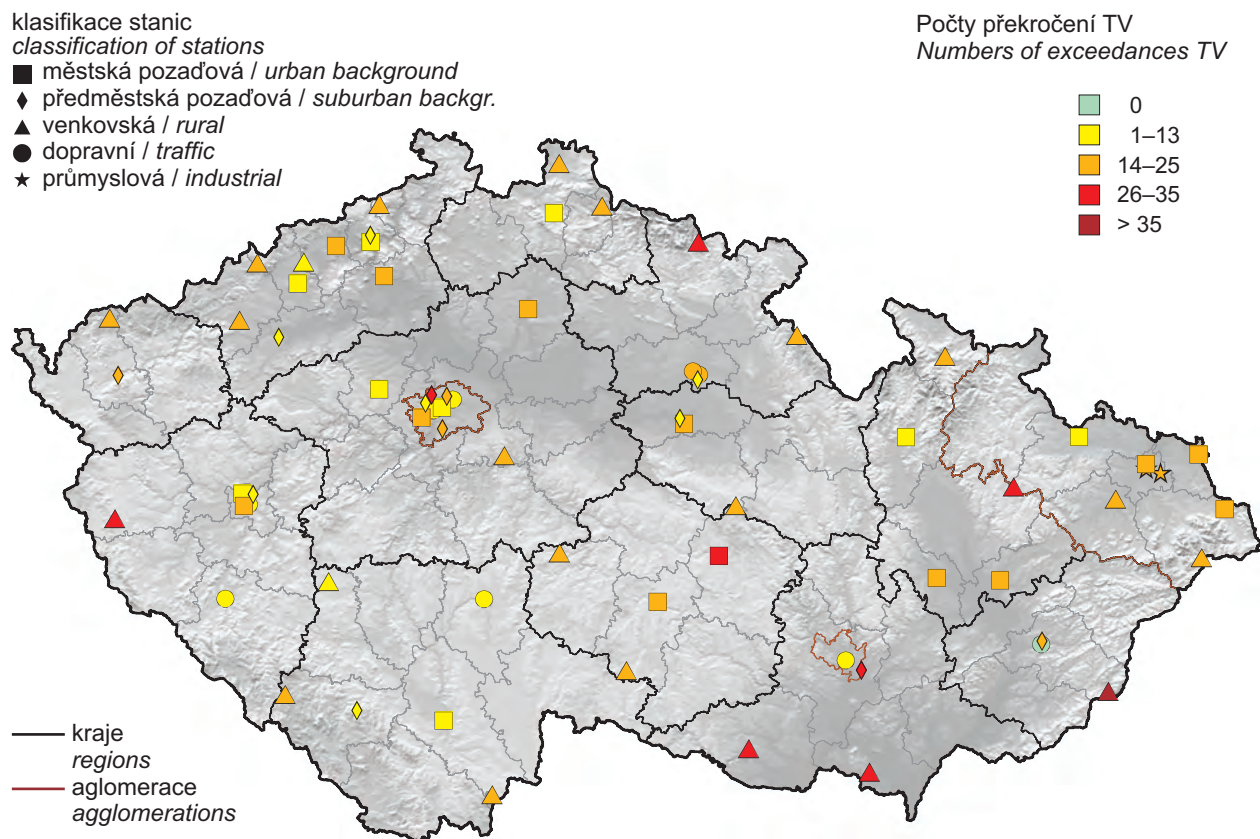 klasifikace stanic
classification of stations
městská pozaďová / urban background
předměstská pozaďová / suburban backgr.
venkovská / rural
dopravní / traffic
průmyslová / industrial
Počty překročení TV
Numbers of exceedances TV
0
1–13
14–25
26–35
> 35
kraje
regions
aglomerace
agglomerations